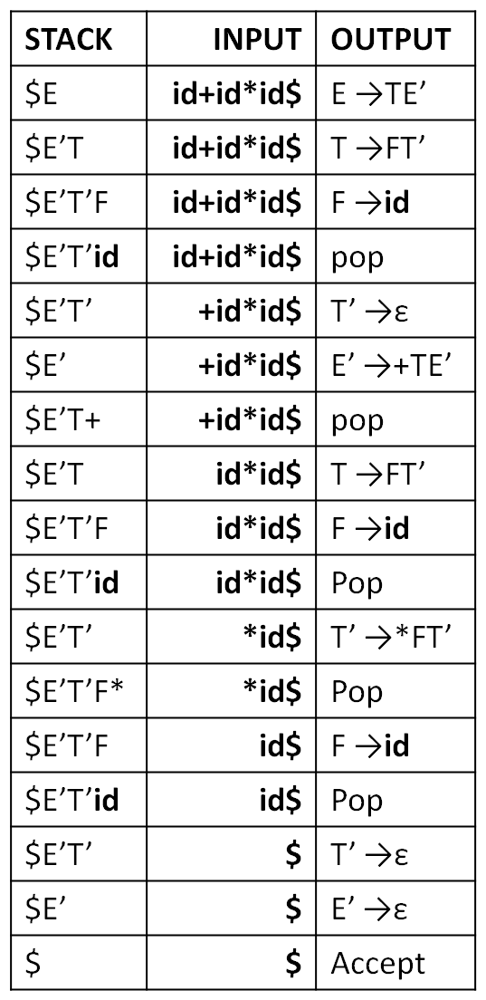 STACK INPUT OUTPUT
$E id+id*id$ E →TE’
$E’T id+id*id$ T →FT’
$E’T’F id+id*id$ F →id
$E’T’id id+id*id$ pop
$E’T’ +id*id$ T’ →ε
$E’ +id*id$ E’ →+TE’
$E’T+ +id*id$ pop
$E’T id*id$ T →FT’
$E’T’F id*id$ F →id
$E’T’id id*id$ Pop
$E’T’ *id$ T’ →*FT’
$E’T’F* *id$ Pop
$E’T’F id$ F →id
$E’T’id id$ Pop
$E’T’ $ T’ →ε
$E’ $ E’ →ε
$ $ Accept